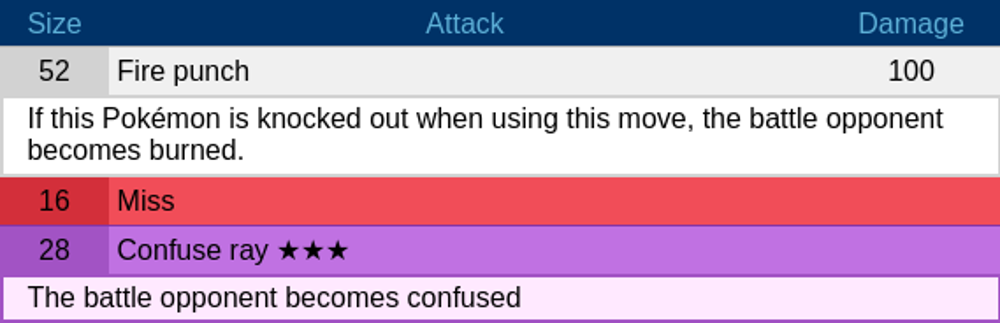 Size Attack Damage
52 Fire punch 100
If this Pokémon is knocked out when using this move, the battle opponent
becomes burned.
16 Miss
28 Confuse ray ★★★
The battle opponent becomes confused